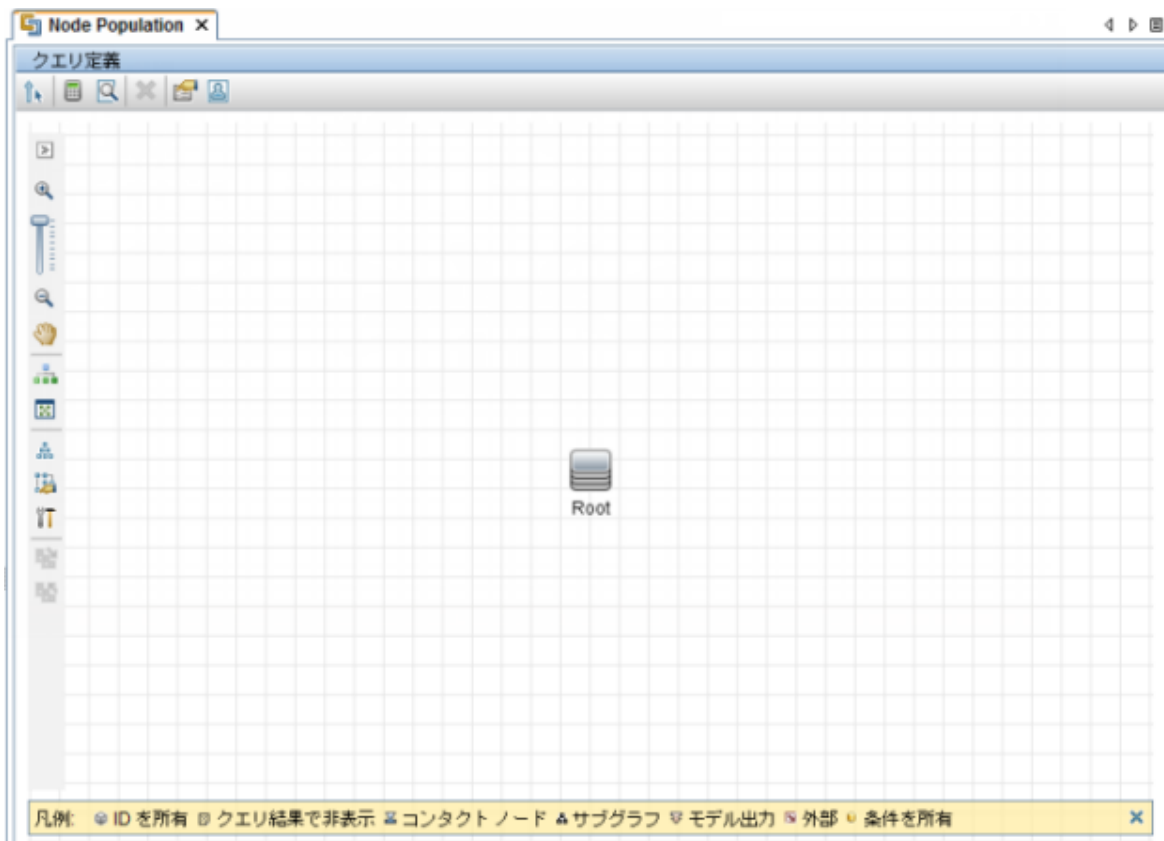 Node Population
クエリ定義
Root
凡例: ID を所有 クエリ結果で非表示 コンタクト ノード サブグラフ モデル出力 外部 条件を所有